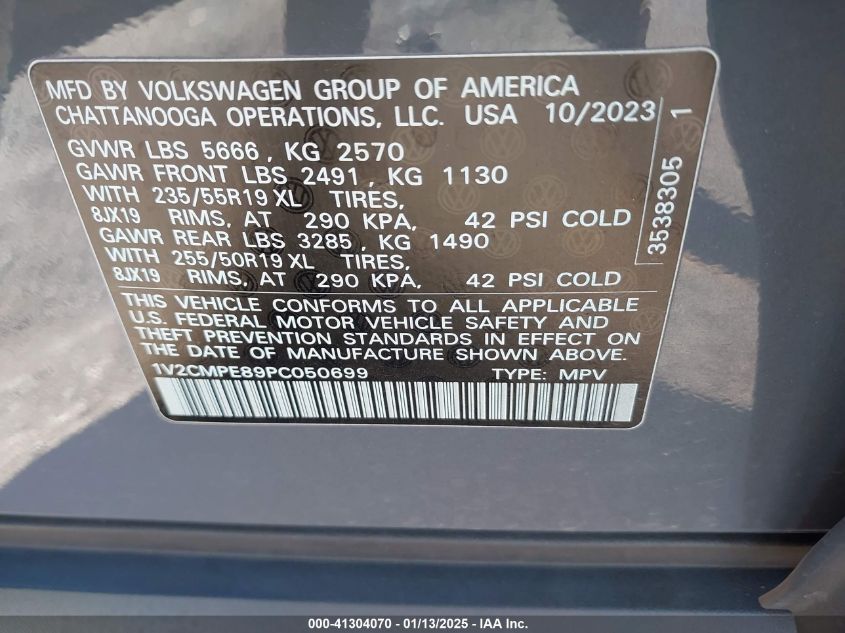 MFD BY VOLKSWAGEN GROUP OF AMERICA
CHATTANOOGA OPERATIONS, LLC. USA 10/2023
GVWR LBS 5666, KG 2570
GAWR FRONT LBS 2491, KG 1130
WITH 235/55R19 XL TIRES,
8JX19 RIMS, AT 290 KPA, 42 PSI COLD
GAWR REAR LBS 3285, KG 1490
WITH 255/50R19 XL TIRES,
8JX19 RIMS, AT 290 KPA, 42 PSI COLD
THIS VEHICLE CONFORMS TO ALL APPLICABLE
U.S. FEDERAL MOTOR VEHICLE SAFETY AND
THEFT PREVENTION STANDARDS IN EFFECT ON
THE DATE OF MANUFACTURE SHOWN ABOVE.
1V2CMPE89PC050699 TYPE: MPV
3538305 1
000-41304070 - 01/13/2025 - IAA Inc.